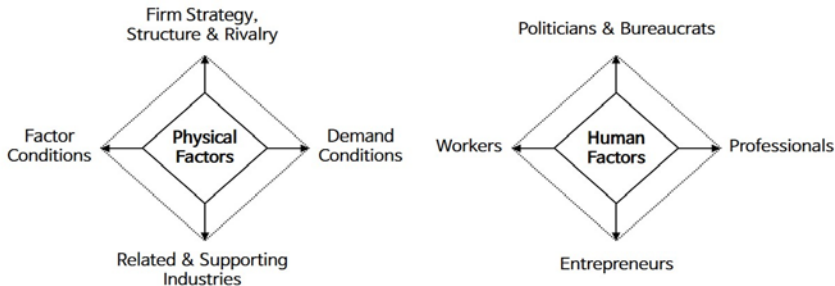 Firm Strategy,
Structure & Rivalry
Factor
Conditions
Physical
Factors
Demand
Conditions
Related & Supporting
Industries
Politicians & Bureaucrats
Workers
Human
Factors
Professionals
Entrepreneurs